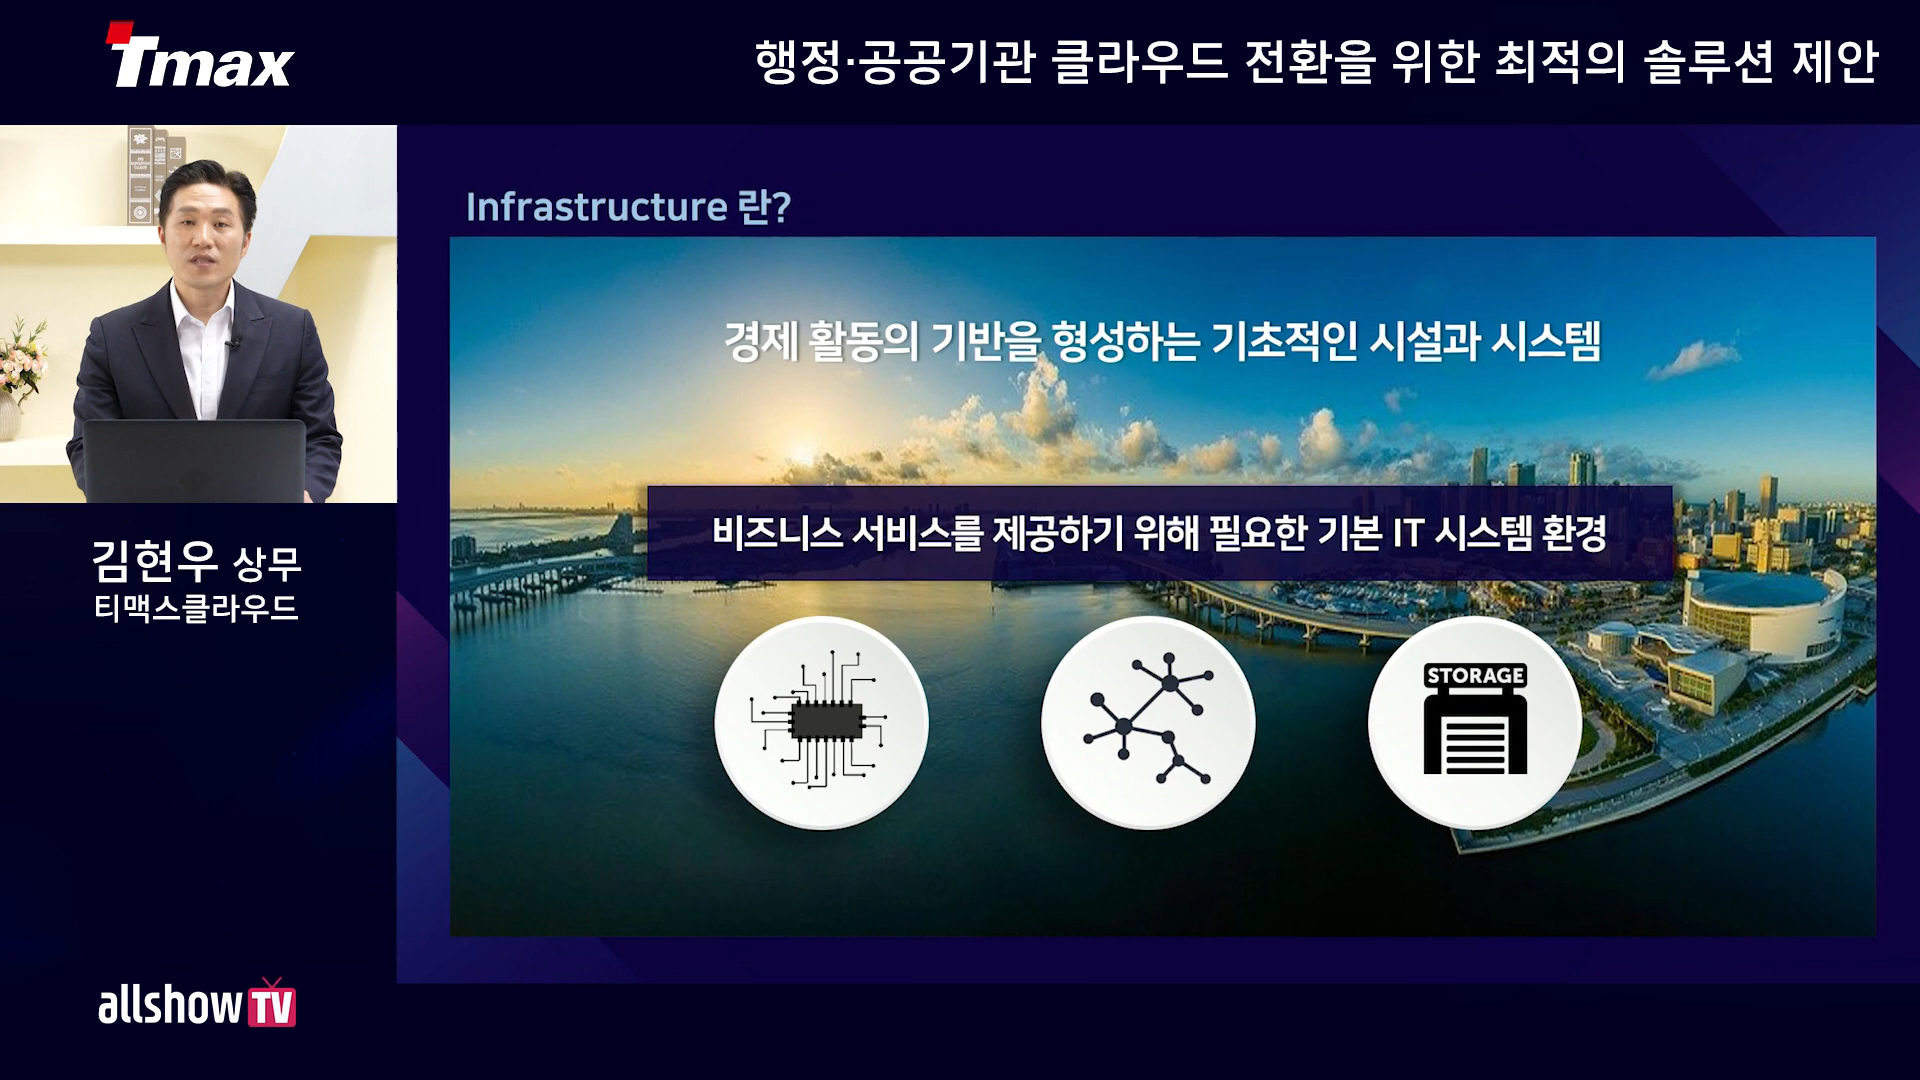 Tmax
행정·공공기관 클라우드 전환을 위한 최적의 솔루션 제안
Infrastructure 란?
경제 활동의 기반을 형성하는 기초적인 시설과 시스템
비즈니스 서비스를 제공하기 위해 필요한 기본 IT 시스템 환경
STORAGE
김현우 상무
티맥스클라우드
allshow TV